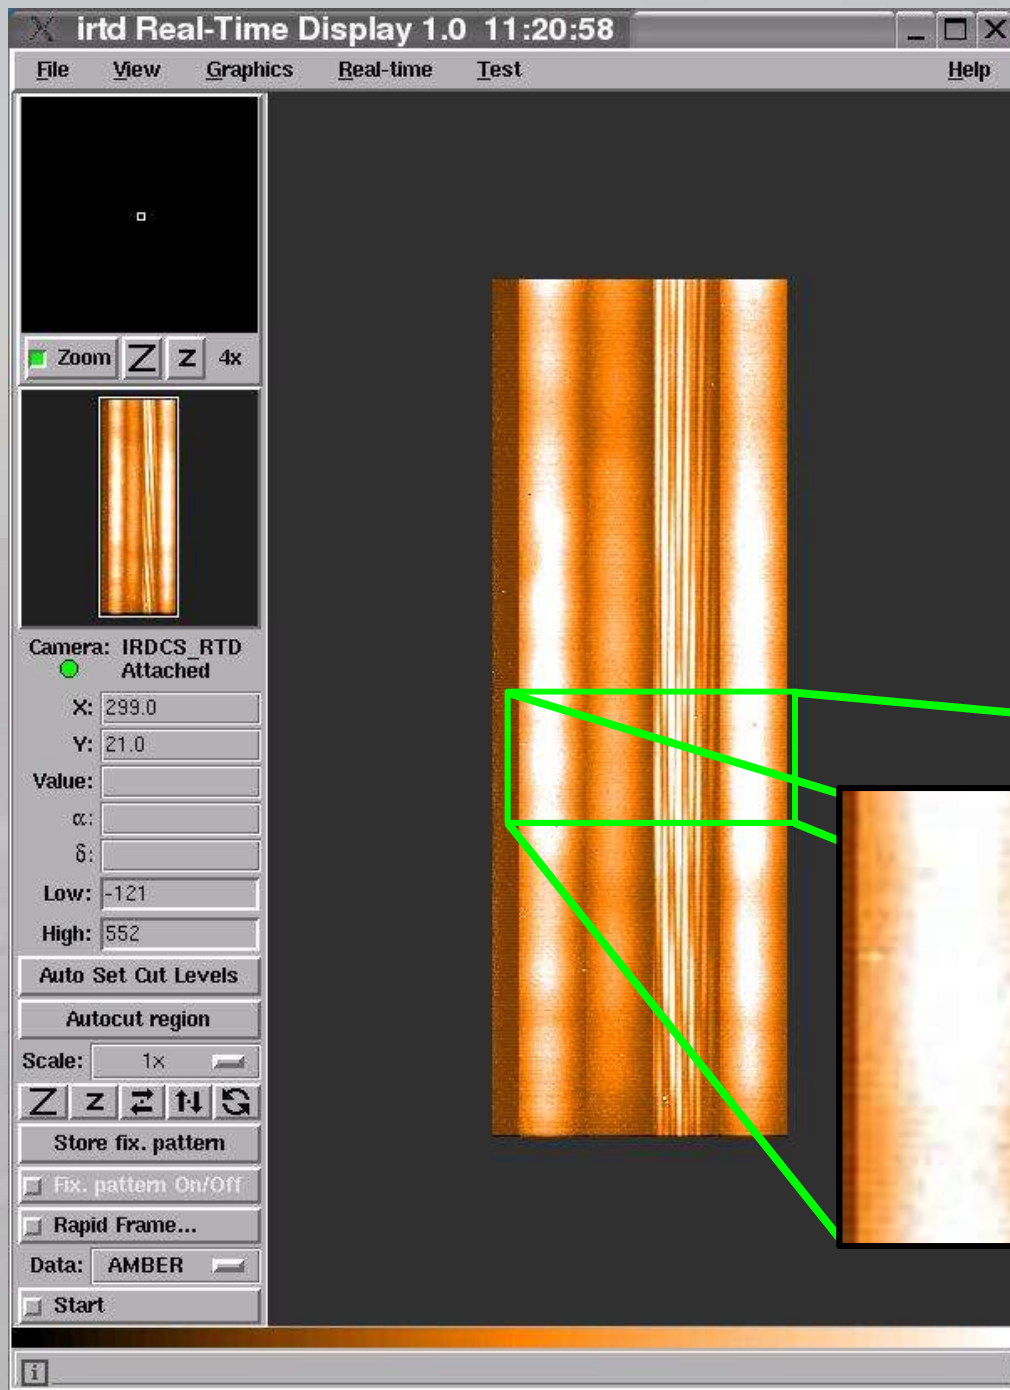 irtd Real-Time Display 1.0 11:20:58
File View Graphics Real-time Test Help
Zoom Z z 4x
Camera: IRDCS_RTD
Attached
X: 299.0
Y: 21.0
Value:
α:
δ:
Low: -121
High: 552
Auto Set Cut Levels
Autocut region
Scale: 1x
Z z
Store fix. pattern
Fix. pattern On/Off
Rapid Frame...
Data: AMBER
Start
i